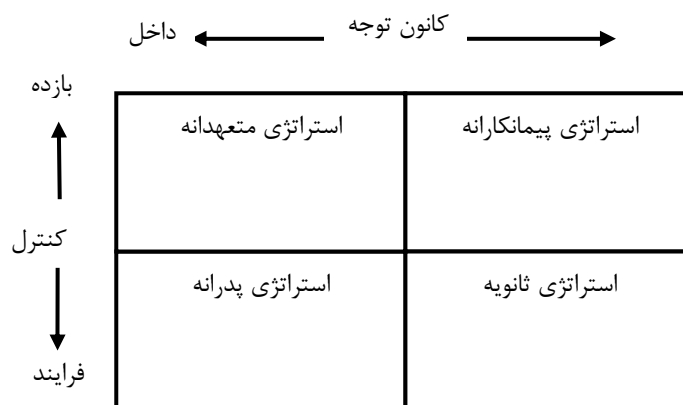 کانون توجه
داخل
بازده
استراتژی پیمانکارانه
استراتژی متعهدانه
کنترل
استراتژی ثانویه
استراتژی پدرانه
فرایند